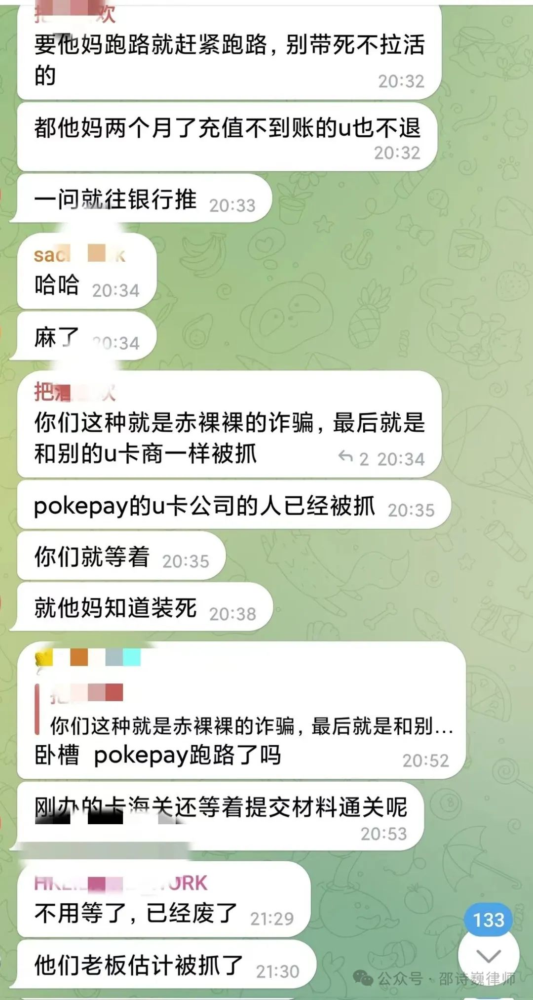 欢
要他妈跑路就赶紧跑路，别带死不拉活
的
20:32
都他妈两个月了充值不到账的u也不退
20:32
一问就往银行推 20:33
sac k
哈哈 20:34
麻了 20:34
把
你们这种就是赤裸裸的诈骗，最后就是
和别的u卡商一样被抓 2 20:34
pokepay的u卡公司的人已经被抓 20:35
你们就等着 20:35
就他妈知道装死 20:38
你们这种就是赤裸裸的诈骗，最后就是和别...
卧槽 pokepay跑路了吗
20:52
刚办的卡海关还等着提交材料通关呢
20:53
ORK
不用等了，已经废了 21:29
133
他们老板估计被抓了 21:30
公众号·邵诗巍律师